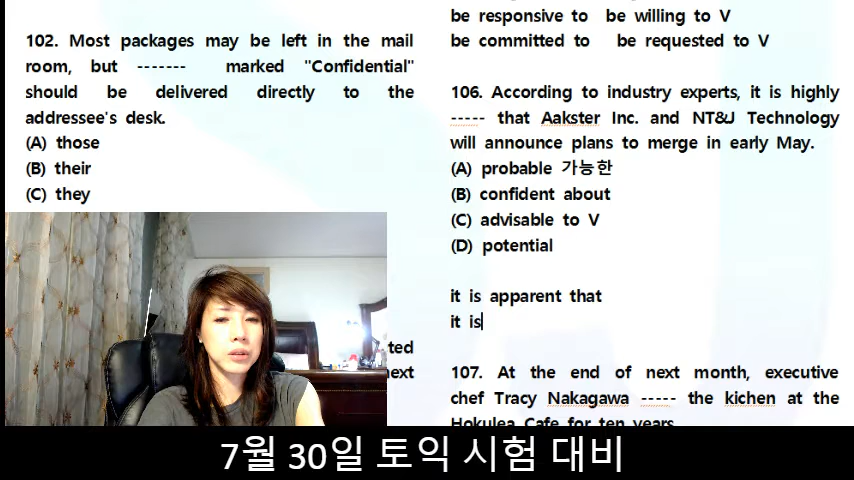 102. Most packages may be left in the mail
room, but ------- marked "Confidential"
should be delivered directly to the
addressee's desk.
(A) those
(B) their
(C) they
ted
ext
be responsive to be willing to V
be committed to be requested to V
106. According to industry experts, it is highly
----- that Aakster Inc. and NT&J Technology
will announce plans to merge in early May.
(A) probable 가능한
(B) confident about
(C) advisable to V
(D) potential
it is apparent that
it is
107. At the end of next month, executive
chef Tracy Nakagawa ----- the kichen at the
Hokulea Cafe for ten years
7월 30일 토익 시험 대비